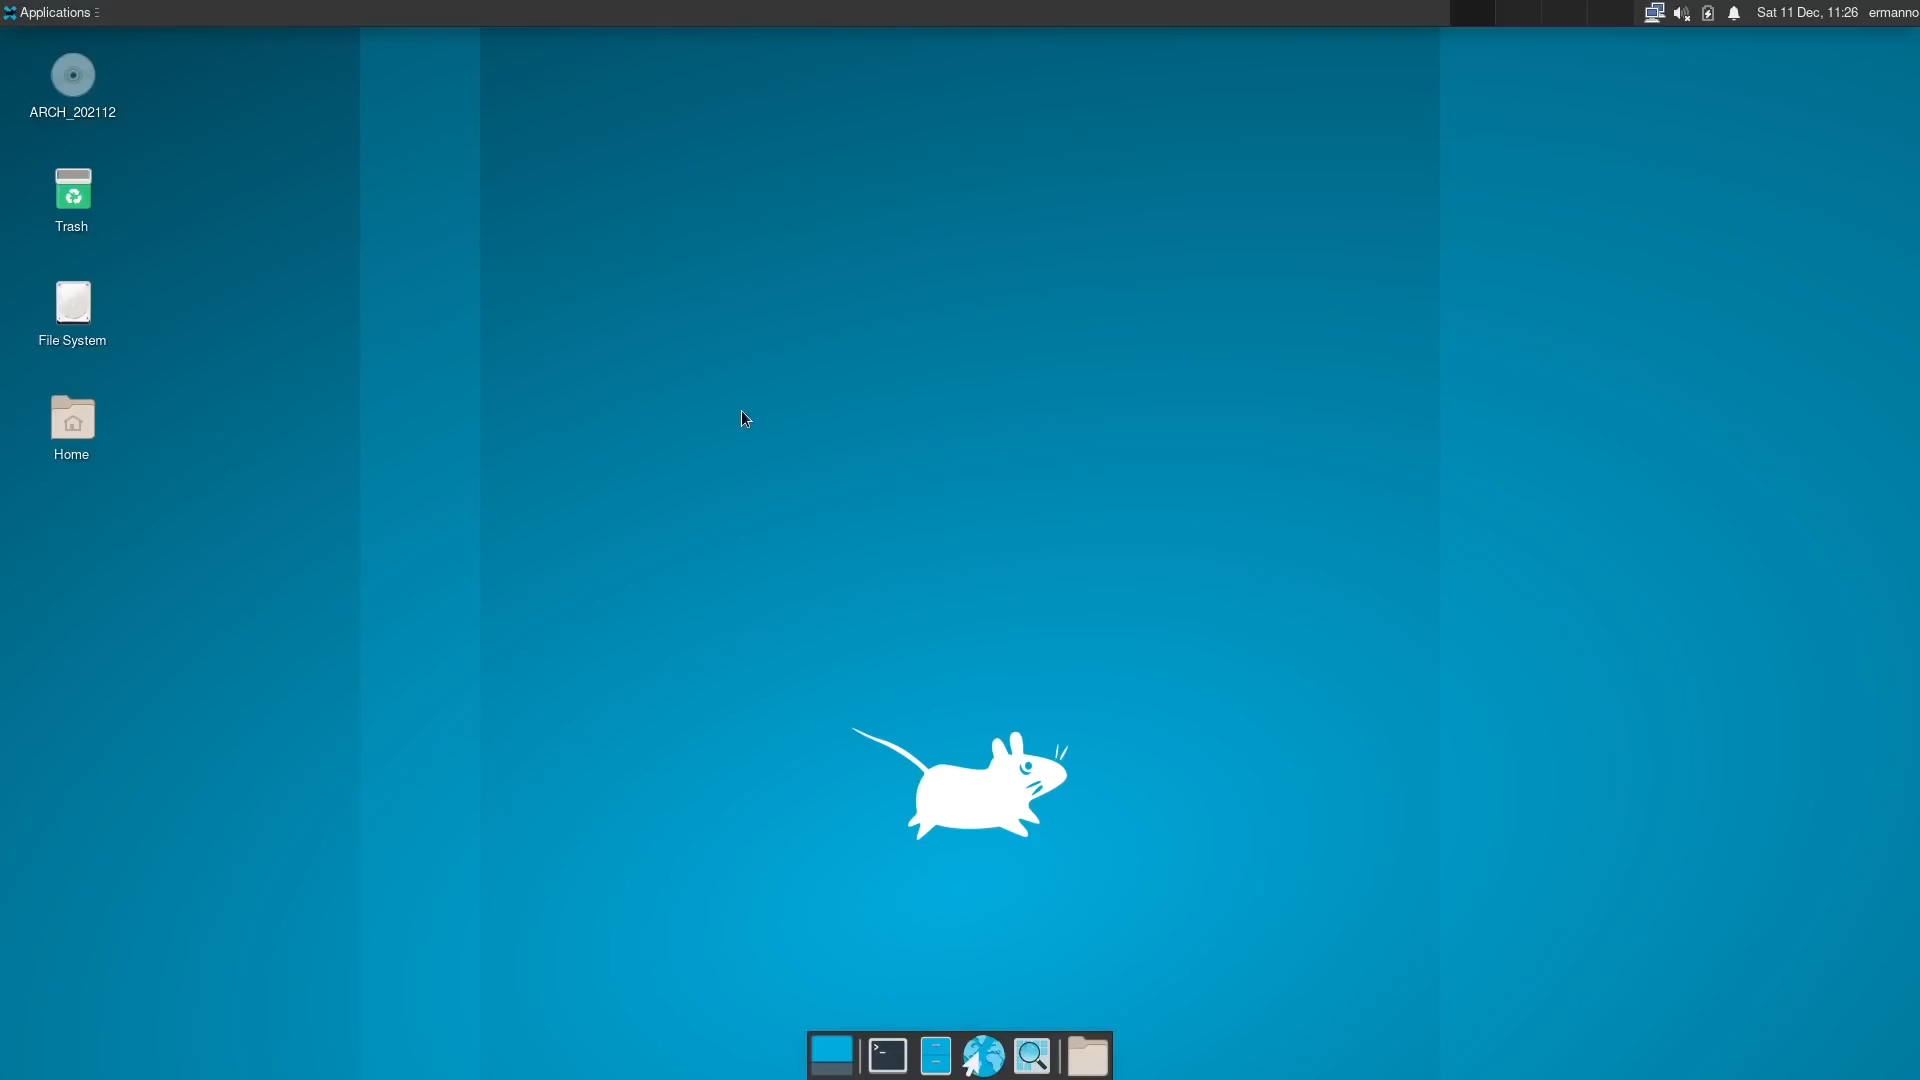 Applications
Sat 11 Dec, 11:26
ermanno
ARCH_202112
Trash
File System
Home
>_